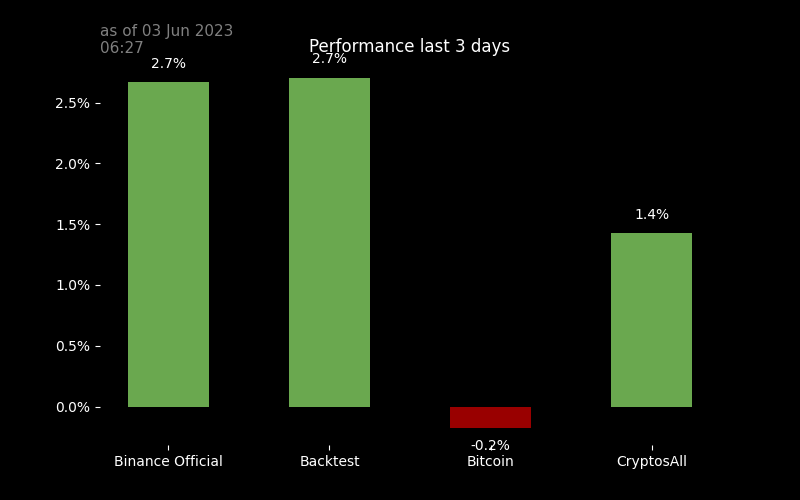 as of 03 Jun 2023
06:27
Performance last 3 days
2.7%
2.7%
2.5%
2.0%
1.5%
1.4%
1.0%
0.5%
0.0%
-0.2%
Binance Official
Backtest
Bitcoin
CryptosAll